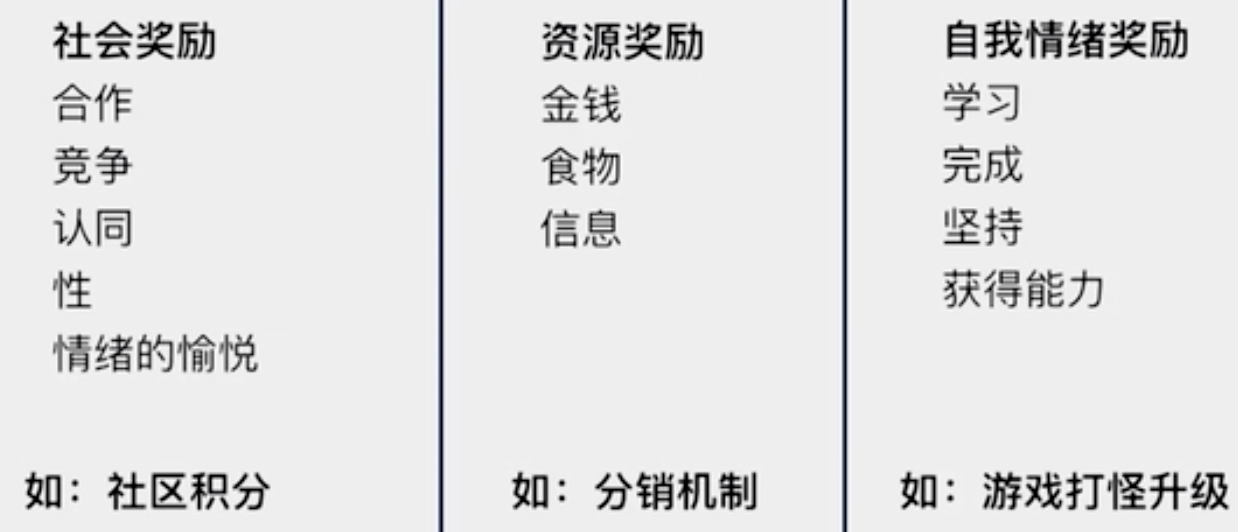 社会奖励
合作
竞争
认同
性
情绪的愉悦
如：社区积分
资源奖励
金钱
食物
信息
如：分销机制
自我情绪奖励
学习
完成
坚持
获得能力
如：游戏打怪升级